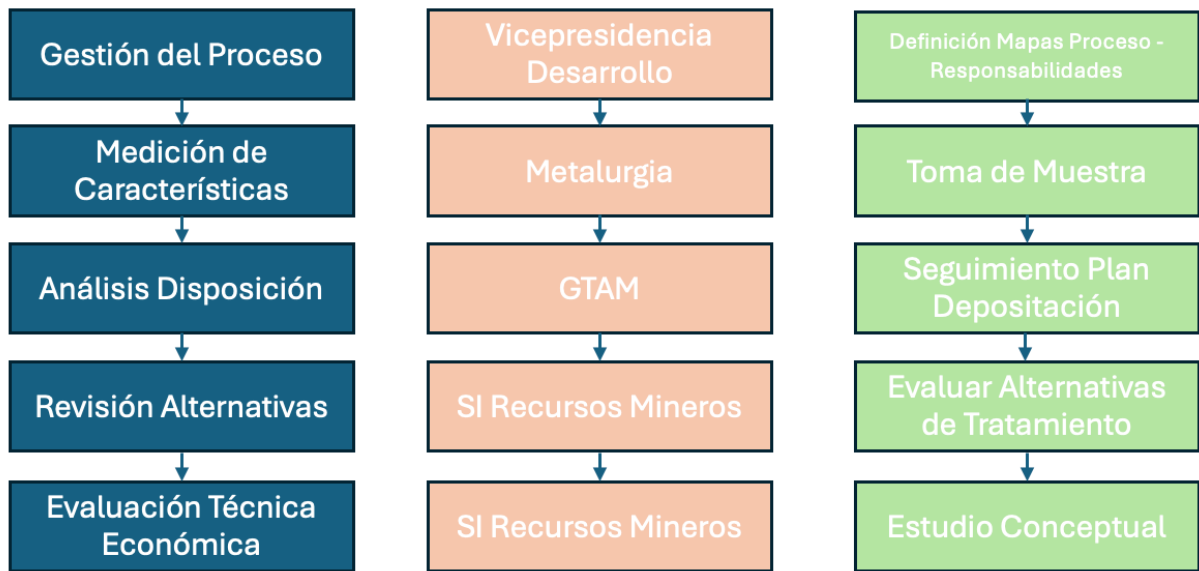 Gestión del Proceso
Vicepresidencia
Desarrollo
Definición Mapas Proceso -
Responsabilidades
Medición de
Características
Metalurgia
Toma de Muestra
Análisis Disposición
GTAM
Seguimiento Plan
Depositación
Revisión Alternativas
SI Recursos Mineros
Evaluar Alternativas
de Tratamiento
Evaluación Técnica
Económica
SI Recursos Mineros
Estudio Conceptual